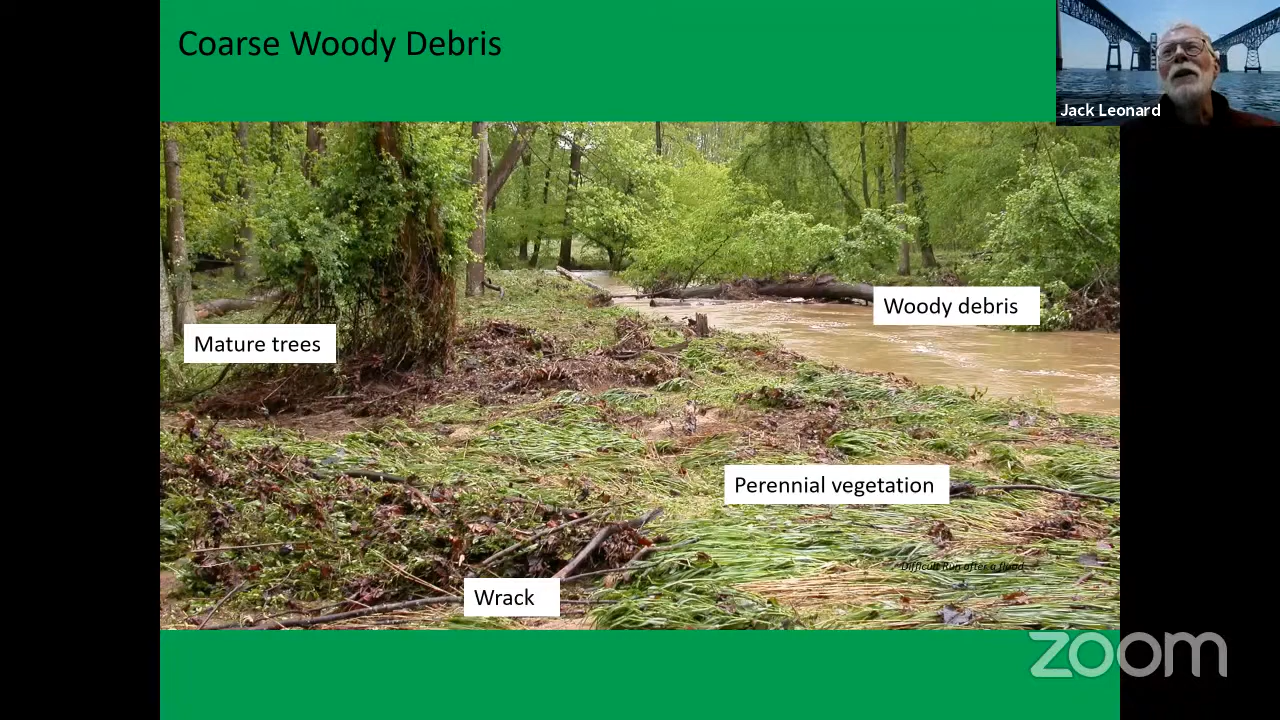 Coarse Woody Debris
Jack Leonard
Woody debris
Mature trees
Perennial vegetation
Difficult Run after a flood
Wrack
zoom